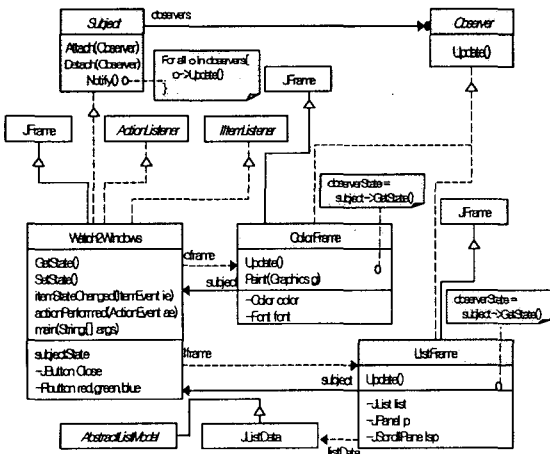 Subject
observers
Observer
Attach(Observer)
Detach(Observer)
Notify()
For all o in observers{
o->Update()
}
Update()
JFrame
JFrame
ActionListener
IItemListener
observerState =
subject->GetState()
JFrame
Watch2Windows
GetState()
SetState()
itemStateChanged(ItemEvent ie)
actionPerformed(ActionEvent ae)
main(String[] args)
subjectState
-JButton Close
-Rbutton red,green,blue
cframe
subject
ColorFrame
Update()
Paint(Graphics g)
-Color color
-Font font
observerState =
subject->GetState()
lframe
subject
ListFrame
Update()
-JList list
-JPanel p
-JScrollPane lsp
AbstractListModel
JListData
listData